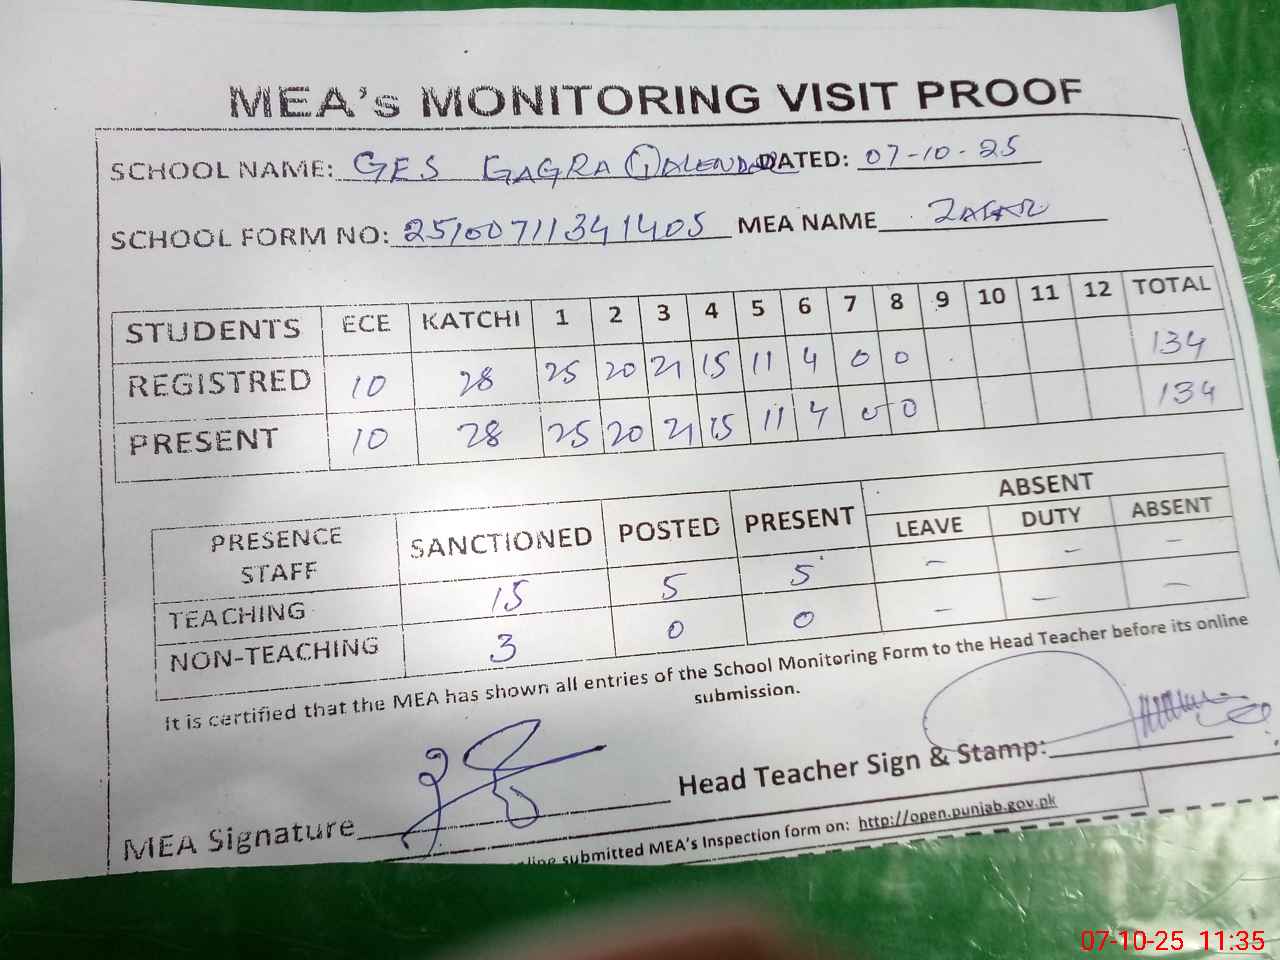 MEA's MONITORING VISIT PROOF
SCHOOL NAME: GES GAGRA QALENDAR DATED: 07-10-25
SCHOOL FORM NO: 25100711341405 MEA NAME ZAFAR
STUDENTS ECE KATCHI 1 2 3 4 5 6 7 8 9 10 11 12 TOTAL
REGISTRED 10 28 25 20 21 15 11 4 0 0 134
PRESENT 10 28 25 20 21 15 11 4 0 0 134
PRESENCE STAFF SANCTIONED POSTED PRESENT ABSENT
LEAVE DUTY ABSENT
TEACHING 15 5 5 - - -
NON-TEACHING 3 0 0 - - -
It is certified that the MEA has shown all entries of the School Monitoring Form to the Head Teacher before its online
submission.
MEA Signature Head Teacher Sign & Stamp:
submitted MEA's Inspection form on: http://open.punjab.gov.pk
07-10-25 11:35